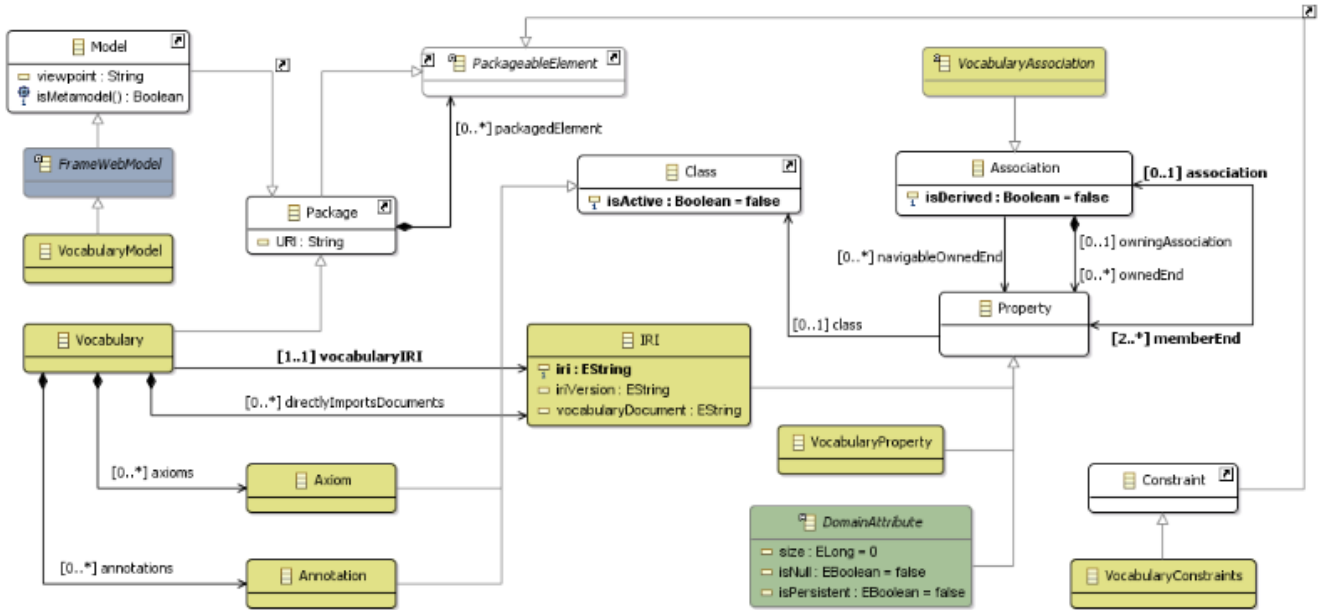 Model
viewpoint : String
isMetamodel() : Boolean
PackageableElement
VocabularyAssociation
[0..*] packagedElement
FrameWebModel
Class
isActive : Boolean = false
Association
isDerived : Boolean = false
[0..1] association
Package
URI : String
VocabularyModel
[0..1] owningAssociation
[0..*] navigableOwnedEnd
[0..*] ownedEnd
Property
[0..1] class
[2..*] memberEnd
Vocabulary
[1..1] vocabularyIRI
IRI
iri : EString
iriVersion : EString
vocabularyDocument : EString
[0..*] directlyImportsDocuments
VocabularyProperty
[0..*] axioms
Axiom
Constraint
DomainAttribute
size : ELong = 0
isNull : EBoolean = false
isPersistent : EBoolean = false
[0..*] annotations
Annotation
VocabularyConstraints